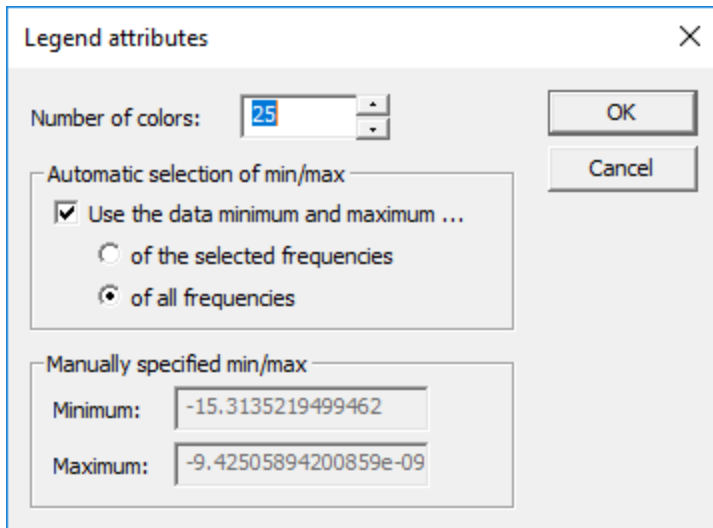 Legend attributes
Number of colors: 25
OK
Cancel
Automatic selection of min/max
Use the data minimum and maximum ...
of the selected frequencies
of all frequencies
Manually specified min/max
Minimum: -15.3135219499462
Maximum: -9.42505894200859e-09